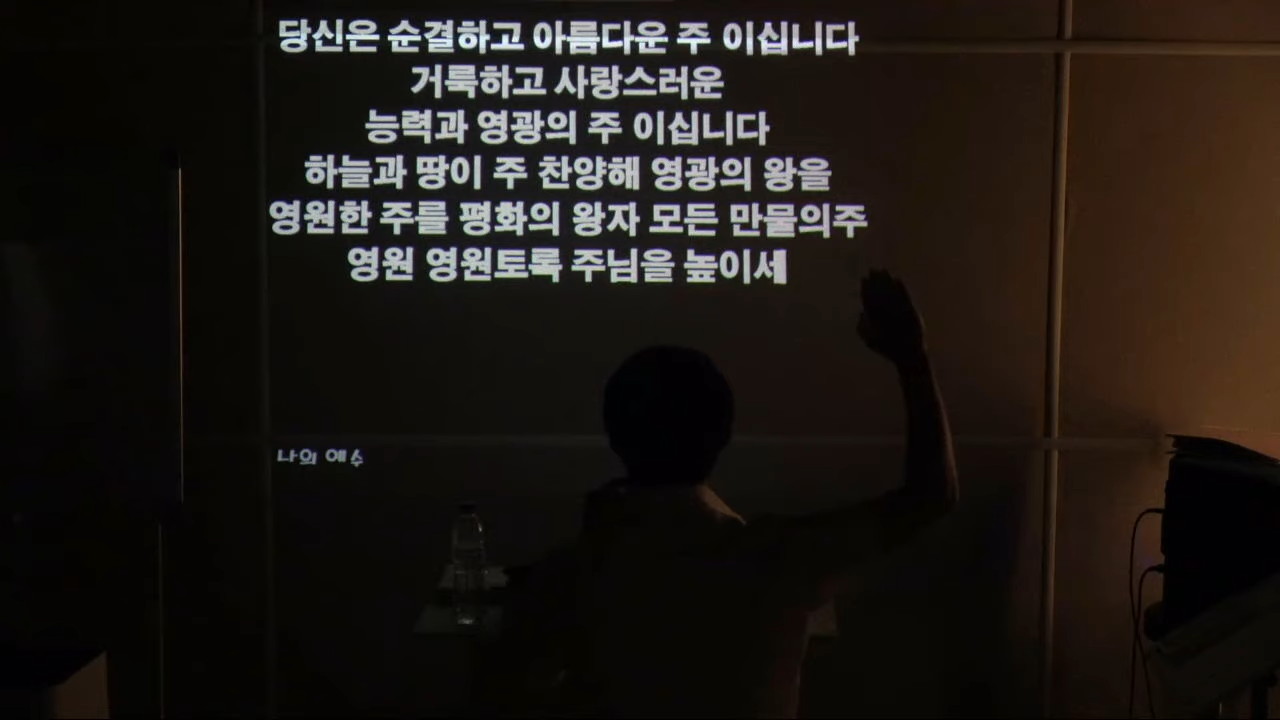 당신은 순결하고 아름다운 주 이십니다
거룩하고 사랑스러운
능력과 영광의 주 이십니다
하늘과 땅이 주 찬양해 영광의 왕을
영원한 주를 평화의 왕자 모든 만물의주
영원 영원토록 주님을 높이세
나의 예수